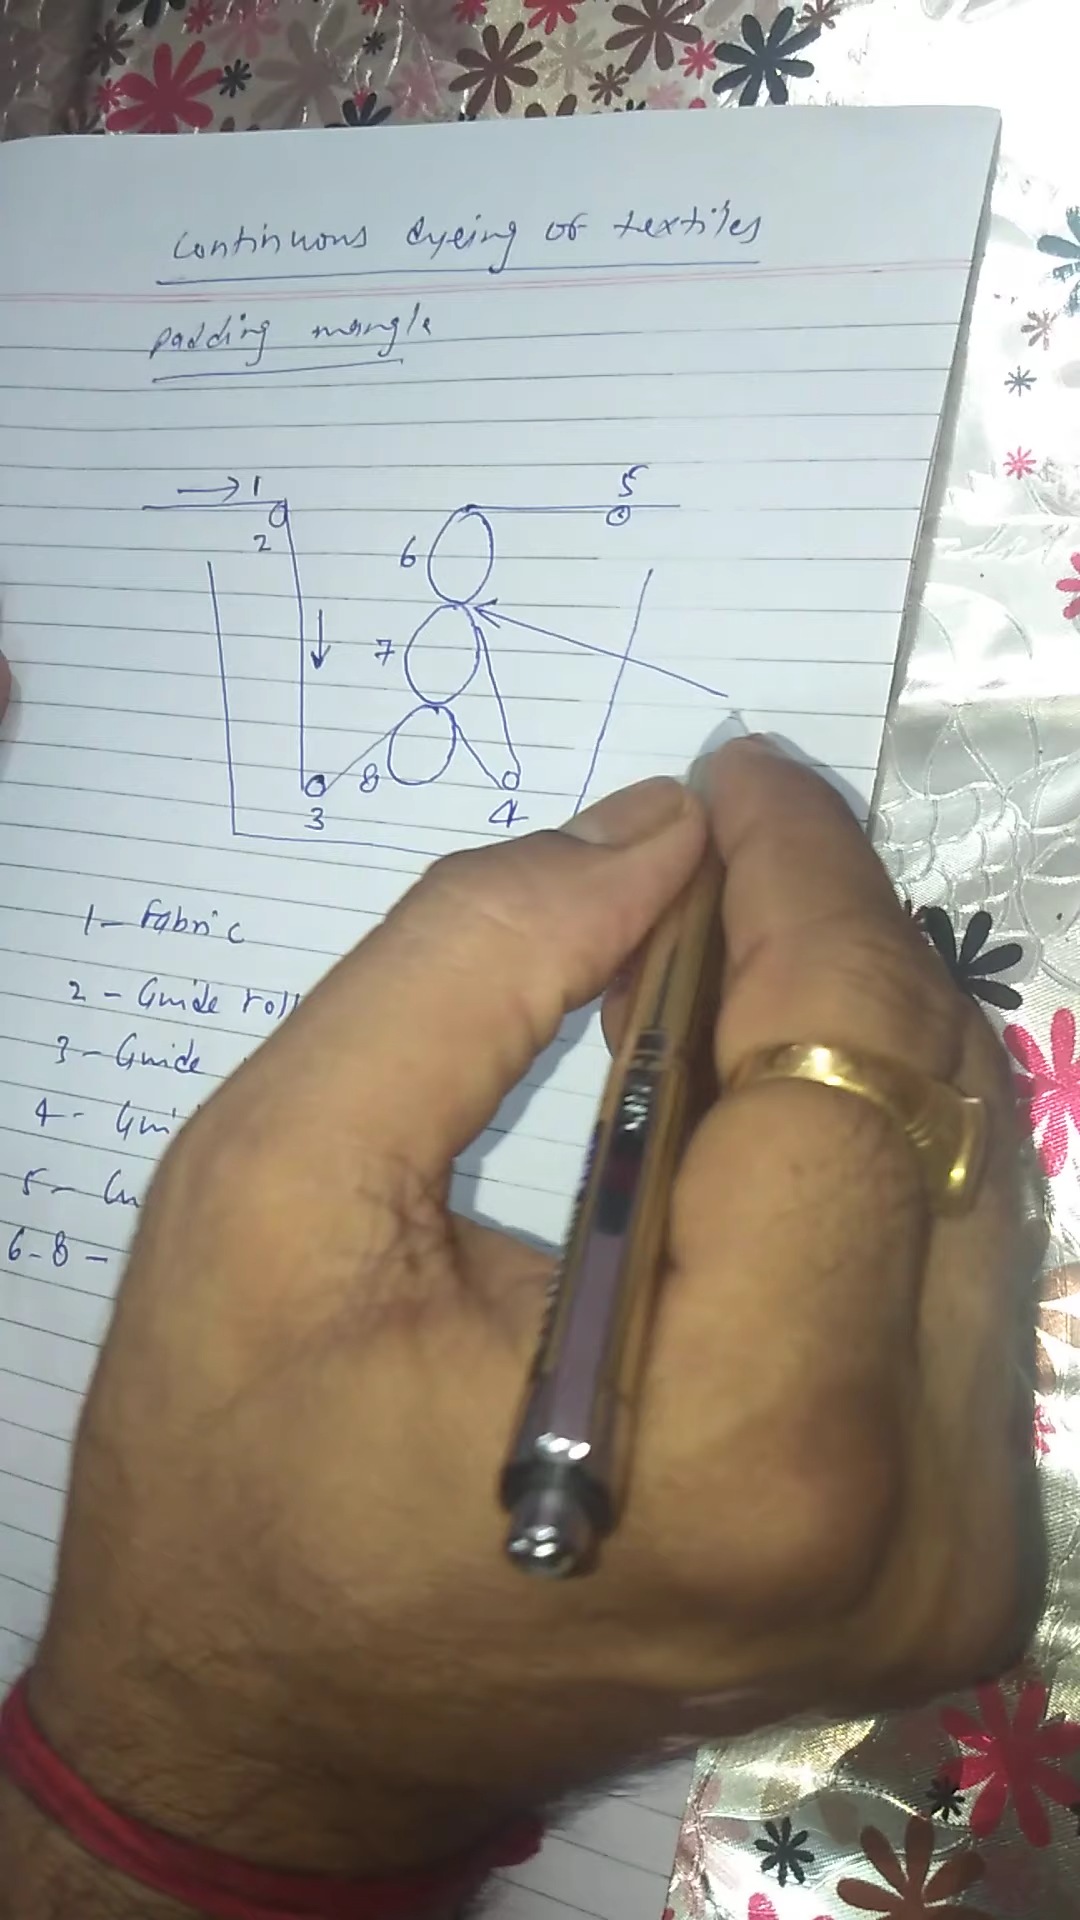 Continuous dyeing of textiles
padding mangle
1
5
2
6
7
8
3
4
1- Fabric
2 - Guide roll
3 - Guide
4 -
5 -
6-8 -